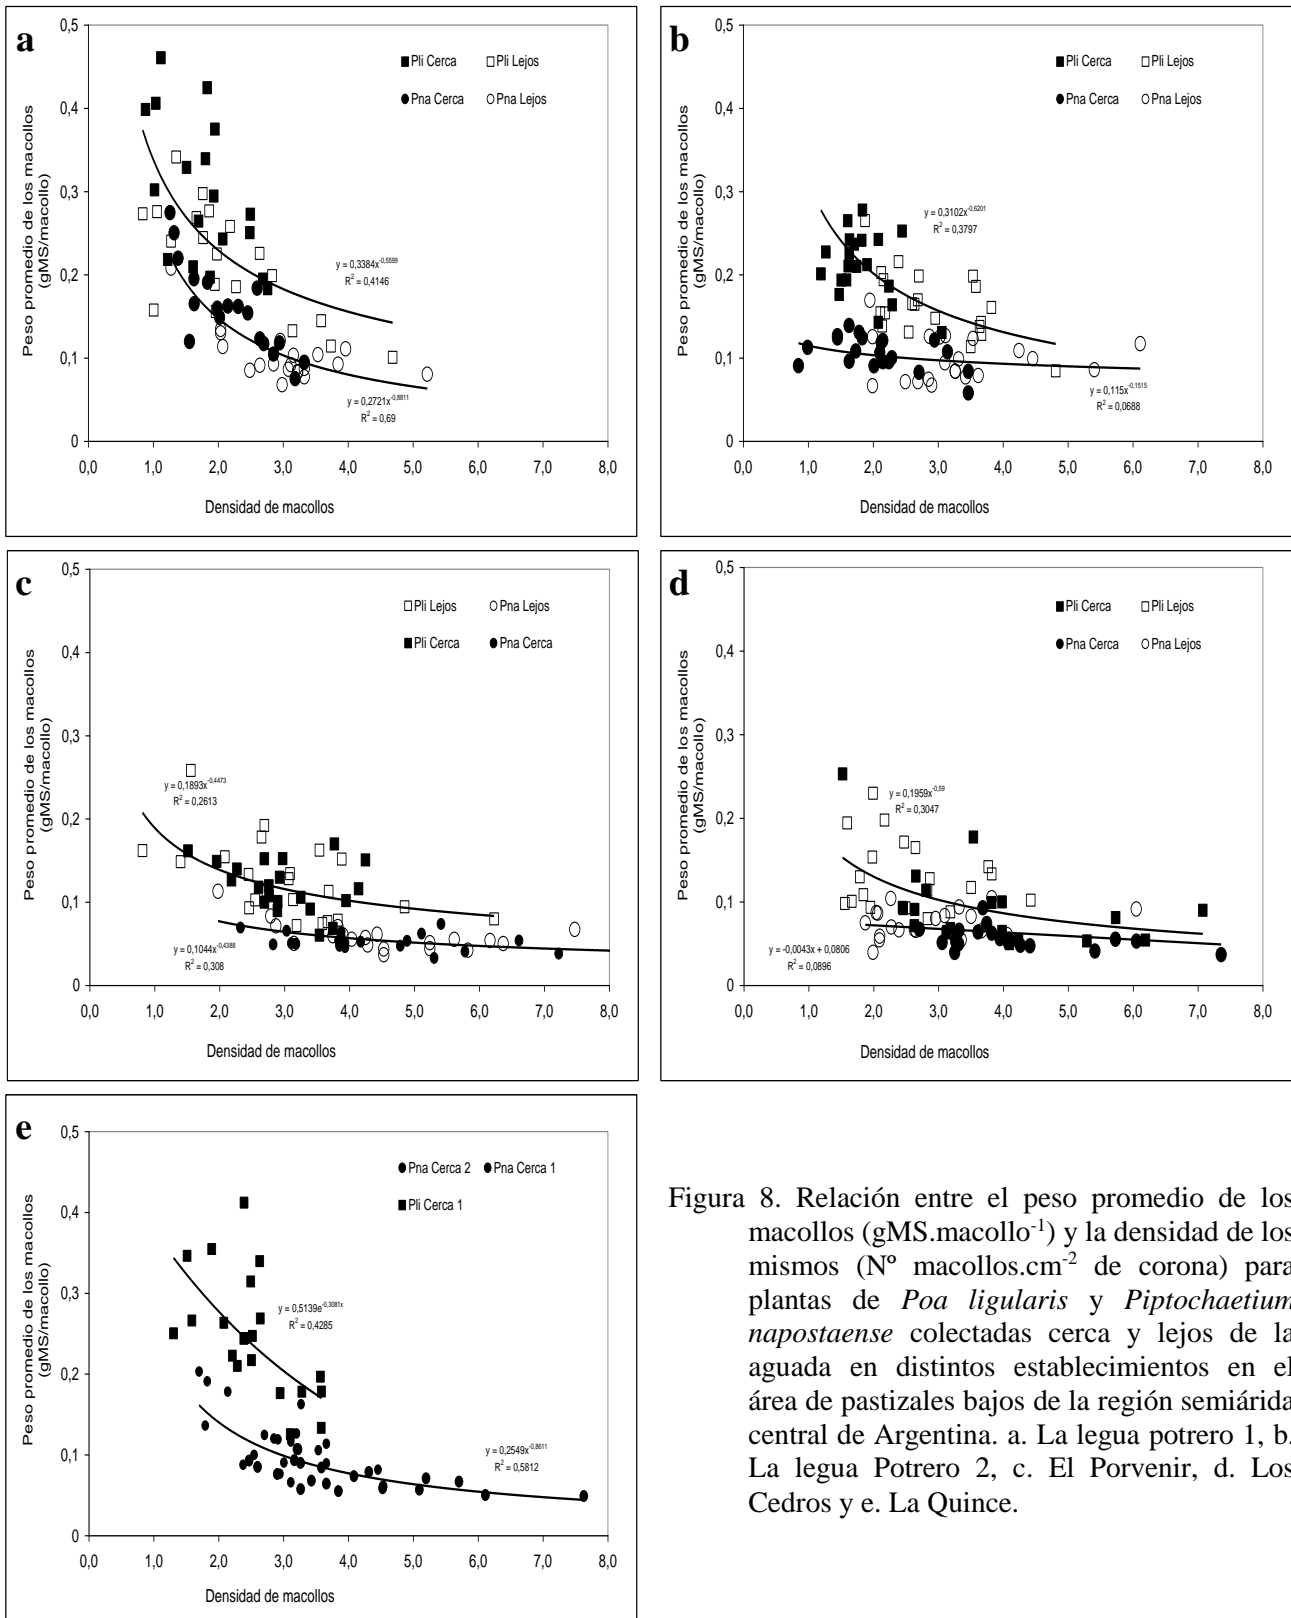 a
Peso promedio de los macollos
(gMS/macollo)
0,5
0,4
0,3
0,2
0,1
0
Pli Cerca Pli Lejos
Pna Cerca Pna Lejos
y = 0,3384x^-0,5599
R² = 0,4146
y = 0,2721x^-0,8811
R² = 0,69
0,0 1,0 2,0 3,0 4,0 5,0 6,0 7,0 8,0
Densidad de macollos
b
Peso promedio de los macollos
(gMS/macollo)
0,5
0,4
0,3
0,2
0,1
0
Pli Cerca Pli Lejos
Pna Cerca Pna Lejos
y = 0,3102x^-0,6201
R² = 0,3797
y = 0,115x^-0,1515
R² = 0,0688
0,0 1,0 2,0 3,0 4,0 5,0 6,0 7,0 8,0
Densidad de macollos
c
Peso promedio de los macollos
(gMS/macollo)
0,5
0,4
0,3
0,2
0,1
0
Pli Lejos Pna Lejos
Pli Cerca Pna Cerca
y = 0,1893x^-0,4473
R² = 0,2613
y = 0,1044x^-0,4388
R² = 0,308
0,0 1,0 2,0 3,0 4,0 5,0 6,0 7,0 8,0
Densidad de macollos
d
Peso promedio de los macollos
(gMS/macollo)
0,5
0,4
0,3
0,2
0,1
0
Pli Cerca Pli Lejos
Pna Cerca Pna Lejos
y = 0,1959x^-0,59
R² = 0,3047
y = -0,0043x + 0,0806
R² = 0,0896
0,0 1,0 2,0 3,0 4,0 5,0 6,0 7,0 8,0
Densidad de macollos
e
Peso promedio de los macollos
(gMS/macollo)
0,5
0,4
0,3
0,2
0,1
0
Pna Cerca 2 Pna Cerca 1
Pli Cerca 1
y = 0,5139e^-0,3081x
R² = 0,4285
y = 0,2549x^-0,8611
R² = 0,5812
0,0 1,0 2,0 3,0 4,0 5,0 6,0 7,0 8,0
Densidad de macollos
Figura 8. Relación entre el peso promedio de los
macollos (gMS.macollo⁻¹) y la densidad de los
mismos (Nº macollos.cm⁻² de corona) para
plantas de Poa ligularis y Piptochaetium
napostaense colectadas cerca y lejos de la
aguada en distintos establecimientos en el
área de pastizales bajos de la región semiárida
central de Argentina. a. La legua potrero 1, b.
La legua Potrero 2, c. El Porvenir, d. Los
Cedros y e. La Quince.